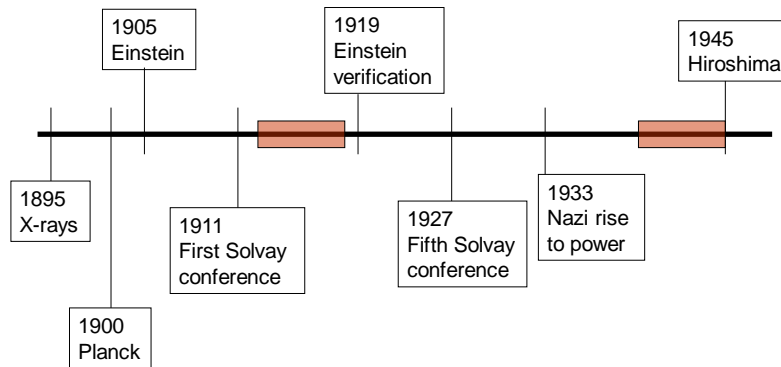 1905
Einstein
1919
Einstein
verification
1945
Hiroshima
1895
X-rays
1911
First Solvay
conference
1927
Fifth Solvay
conference
1933
Nazi rise
to power
1900
Planck